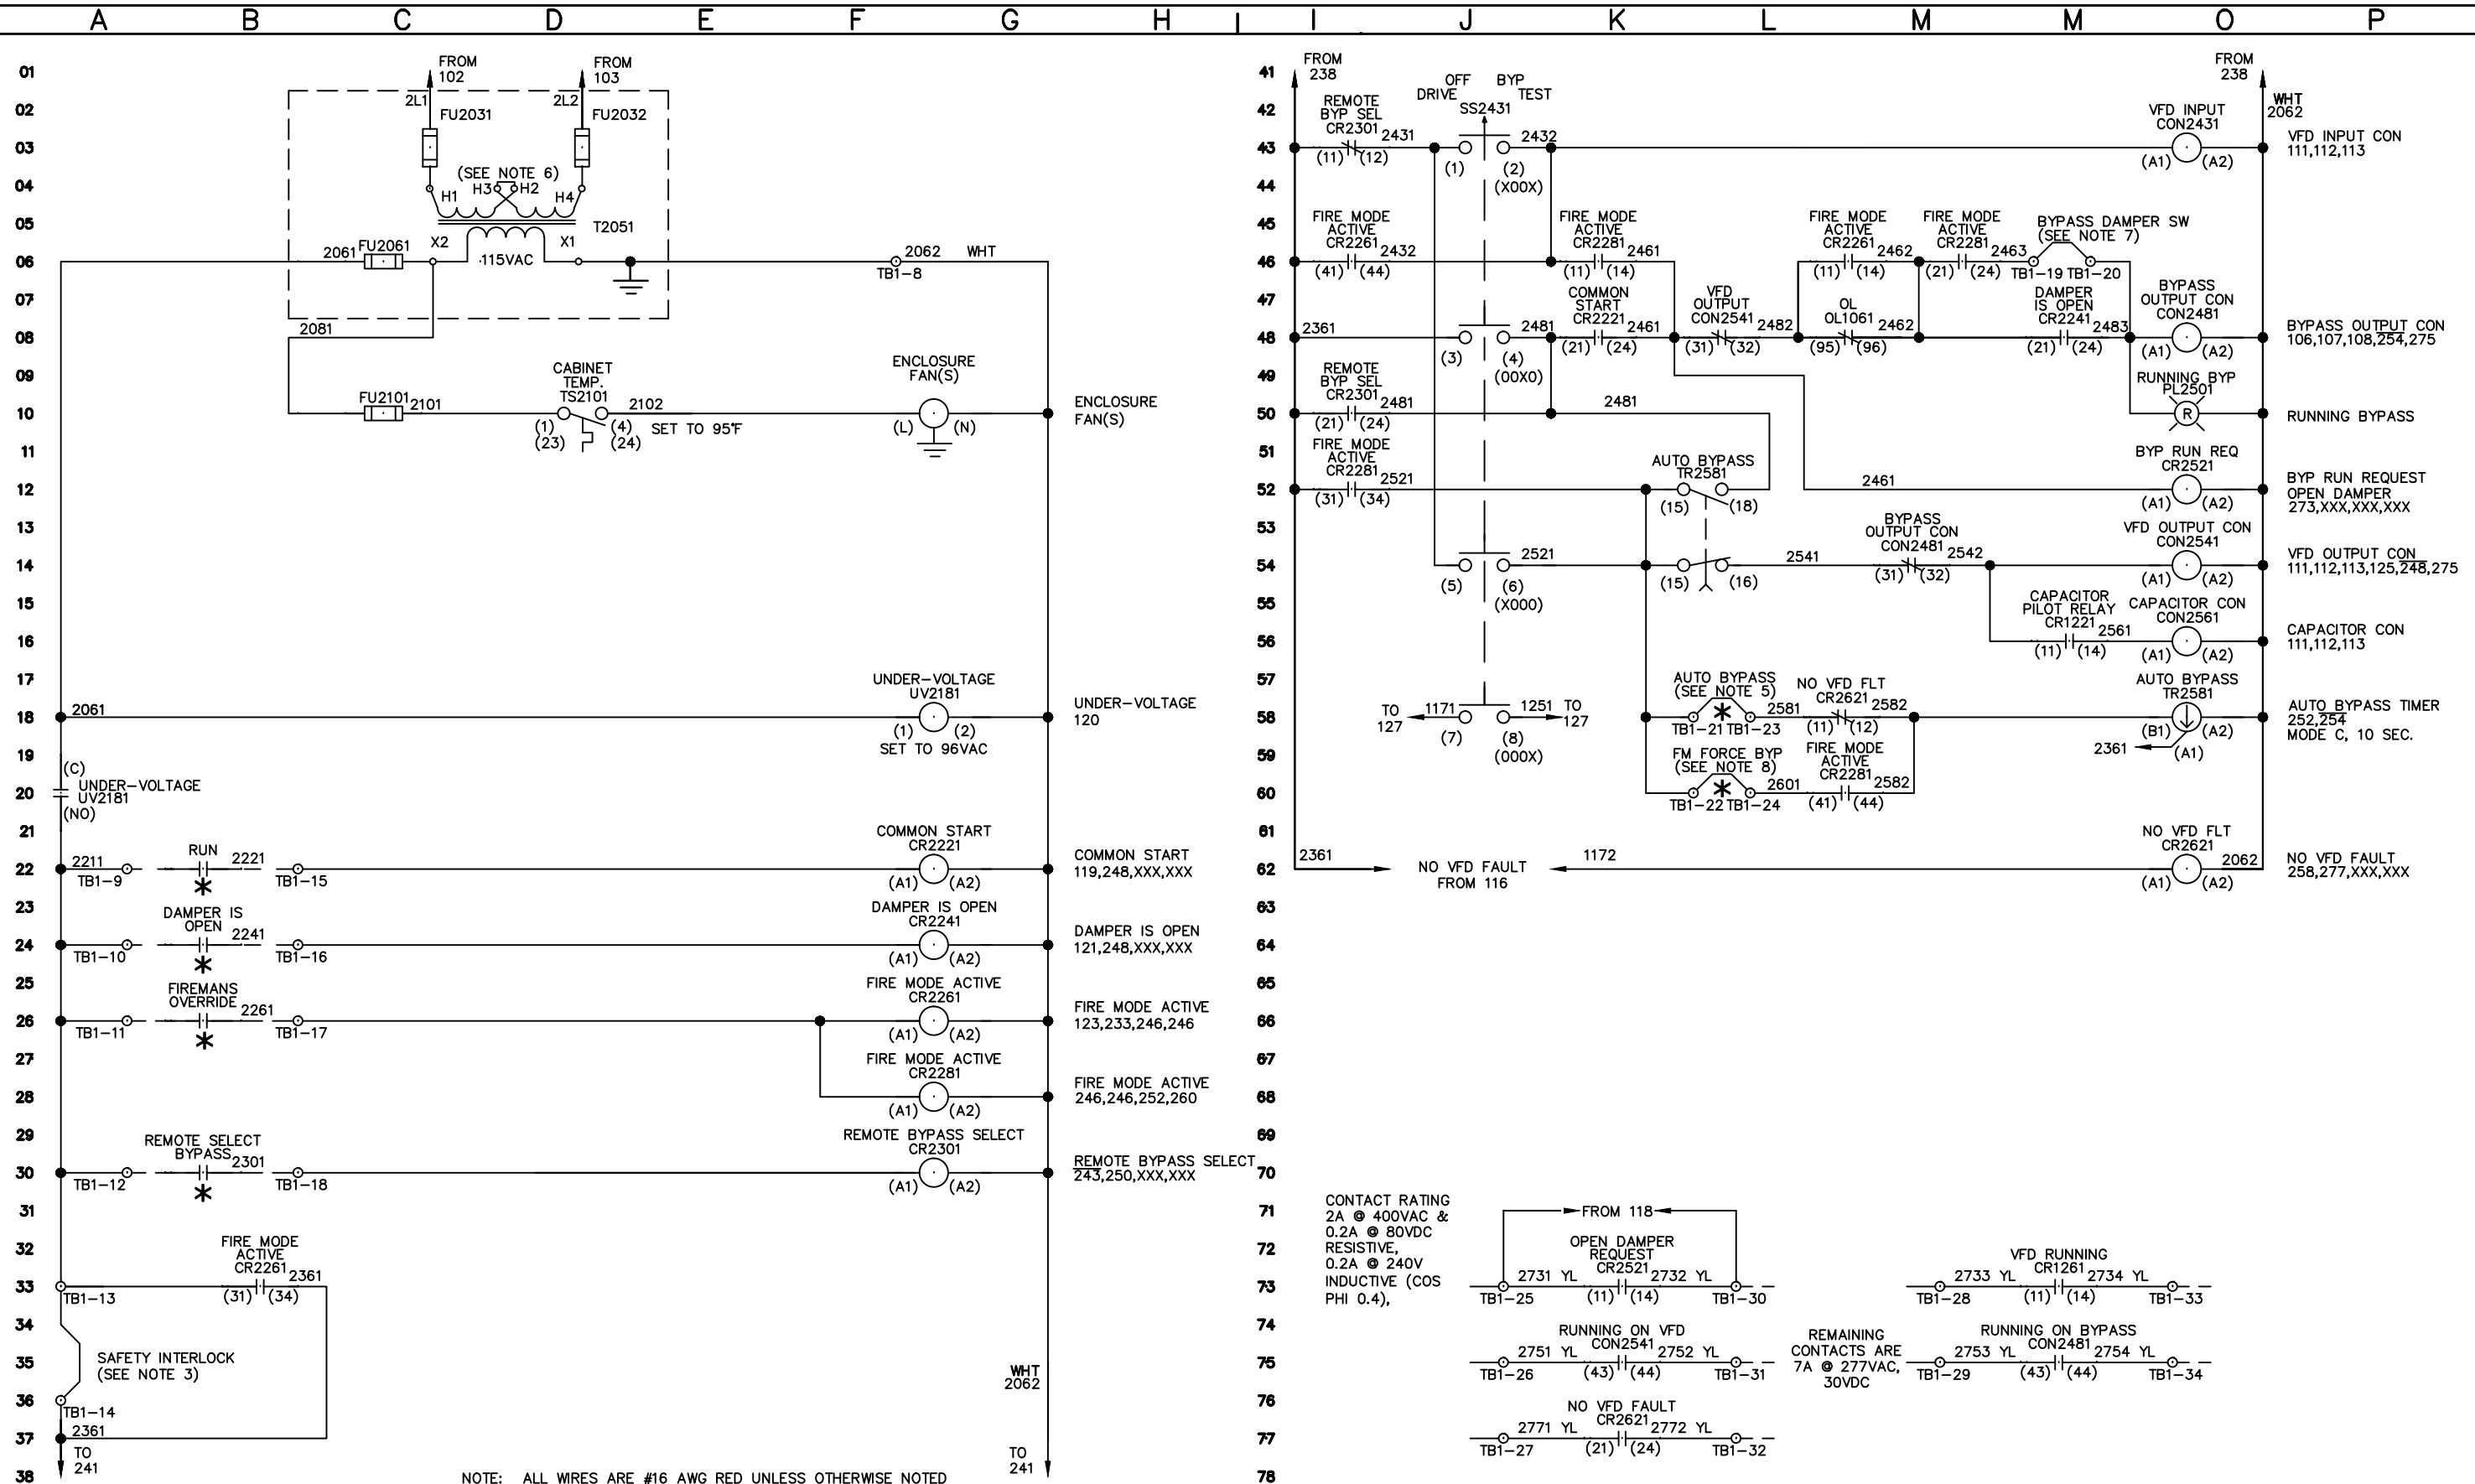 A B C D E F G H I J K L M M O P
01
FROM
102
FROM
103
2L1
2L2
02
FU2031
FU2032
03
(SEE NOTE 6)
04
H1
H3
H2
H4
05
T2051
2061
FU2061
X2
X1
2062
WHT
06
115VAC
TB1-8
07
2081
08
ENCLOSURE
FAN(S)
09
CABINET
TEMP.
TS2101
FU2101
2101
2102
ENCLOSURE
FAN(S)
10
(1)
(23)
(4)
(24)
SET TO 95°F
(L)
(N)
11
12
13
14
15
16
17
UNDER-VOLTAGE
UV2181
UNDER-VOLTAGE
120
18
2061
(1)
(2)
SET TO 96VAC
19
(C)
UNDER-VOLTAGE
UV2181
20
(NO)
21
COMMON START
CR2221
RUN
2211
2221
22
TB1-9
*
TB1-15
(A1)
(A2)
COMMON START
119,248,XXX,XXX
23
DAMPER IS
OPEN
DAMPER IS OPEN
CR2241
2241
24
TB1-10
*
TB1-16
(A1)
(A2)
DAMPER IS OPEN
121,248,XXX,XXX
25
FIREMANS
OVERRIDE
FIRE MODE ACTIVE
CR2261
2261
26
TB1-11
*
TB1-17
(A1)
(A2)
FIRE MODE ACTIVE
123,233,246,246
27
FIRE MODE ACTIVE
CR2281
28
(A1)
(A2)
FIRE MODE ACTIVE
246,246,252,260
29
REMOTE SELECT
BYPASS
REMOTE BYPASS SELECT
CR2301
2301
30
TB1-12
*
TB1-18
(A1)
(A2)
REMOTE BYPASS SELECT
243,250,XXX,XXX
31
32
FIRE MODE
ACTIVE
CR2261
2361
33
TB1-13
(31)
(34)
34
35
SAFETY INTERLOCK
(SEE NOTE 3)
WHT
2062
36
TB1-14
37
2361
TO
241
TO
241
38
NOTE: ALL WIRES ARE #16 AWG RED UNLESS OTHERWISE NOTED
41
FROM
238
FROM
238
OFF
BYP
DRIVE
TEST
42
REMOTE
BYP SEL
CR2301
SS2431
VFD INPUT
CON2431
WHT
2062
2431
2432
43
(11)
(12)
(1)
(2)
(X00X)
(A1)
(A2)
VFD INPUT CON
111,112,113
44
45
FIRE MODE
ACTIVE
CR2261
FIRE MODE
ACTIVE
CR2281
FIRE MODE
ACTIVE
CR2261
FIRE MODE
ACTIVE
CR2281
BYPASS DAMPER SW
(SEE NOTE 7)
2432
2461
2462
2463
46
(41)
(44)
(11)
(14)
(11)
(14)
(21)
(24)
TB1-19
TB1-20
47
COMMON
START
CR2221
VFD
OUTPUT
CON2541
OL
OL1061
DAMPER
IS OPEN
CR2241
BYPASS
OUTPUT CON
CON2481
2361
2481
2461
2482
2462
2483
48
(3)
(4)
(00X0)
(21)
(24)
(31)
(32)
(95)
(96)
(21)
(24)
(A1)
(A2)
BYPASS OUTPUT CON
106,107,108,254,275
49
REMOTE
BYP SEL
CR2301
RUNNING BYP
PL2501
2481
2481
50
(21)
(24)
R
RUNNING BYPASS
51
FIRE MODE
ACTIVE
CR2281
AUTO BYPASS
TR2581
BYP RUN REQ
CR2521
2521
2461
52
(31)
(34)
(15)
(18)
(A1)
(A2)
BYP RUN REQUEST
OPEN DAMPER
273,XXX,XXX,XXX
53
BYPASS
OUTPUT CON
CON2481
VFD OUTPUT CON
CON2541
2521
2541
2542
54
(5)
(6)
(X000)
(15)
(16)
(31)
(32)
(A1)
(A2)
VFD OUTPUT CON
111,112,113,125,248,275
55
CAPACITOR
PILOT RELAY
CR1221
CAPACITOR CON
CON2561
2561
56
(11)
(14)
(A1)
(A2)
CAPACITOR CON
111,112,113
57
AUTO BYPASS
(SEE NOTE 5)
NO VFD FLT
CR2621
AUTO BYPASS
TR2581
TO
127
1171
1251
TO
127
*
2581
2582
58
(7)
(8)
(000X)
TB1-21
TB1-23
(11)
(12)
(B1)
(A2)
AUTO BYPASS TIMER
252,254
MODE C, 10 SEC.
59
FM FORCE BYP
(SEE NOTE 8)
FIRE MODE
ACTIVE
CR2281
2361
(A1)
60
*
2601
2582
TB1-22
TB1-24
(41)
(44)
61
NO VFD FLT
CR2621
2361
1172
2062
62
NO VFD FAULT
FROM 116
(A1)
(A2)
NO VFD FAULT
258,277,XXX,XXX
63
64
65
66
67
68
69
70
71
CONTACT RATING
2A @ 400VAC &
0.2A @ 80VDC
RESISTIVE,
0.2A @ 240V
INDUCTIVE (COS
PHI 0.4),
FROM 118
72
OPEN DAMPER
REQUEST
CR2521
VFD RUNNING
CR1261
2731 YL
2732 YL
2733 YL
2734 YL
73
TB1-25
(11)
(14)
TB1-30
TB1-28
(11)
(14)
TB1-33
74
RUNNING ON VFD
CON2541
REMAINING
CONTACTS ARE
7A @ 277VAC,
30VDC
RUNNING ON BYPASS
CON2481
2751 YL
2752 YL
2753 YL
2754 YL
75
TB1-26
(43)
(44)
TB1-31
TB1-29
(43)
(44)
TB1-34
76
NO VFD FAULT
CR2621
2771 YL
2772 YL
77
TB1-27
(21)
(24)
TB1-32
78